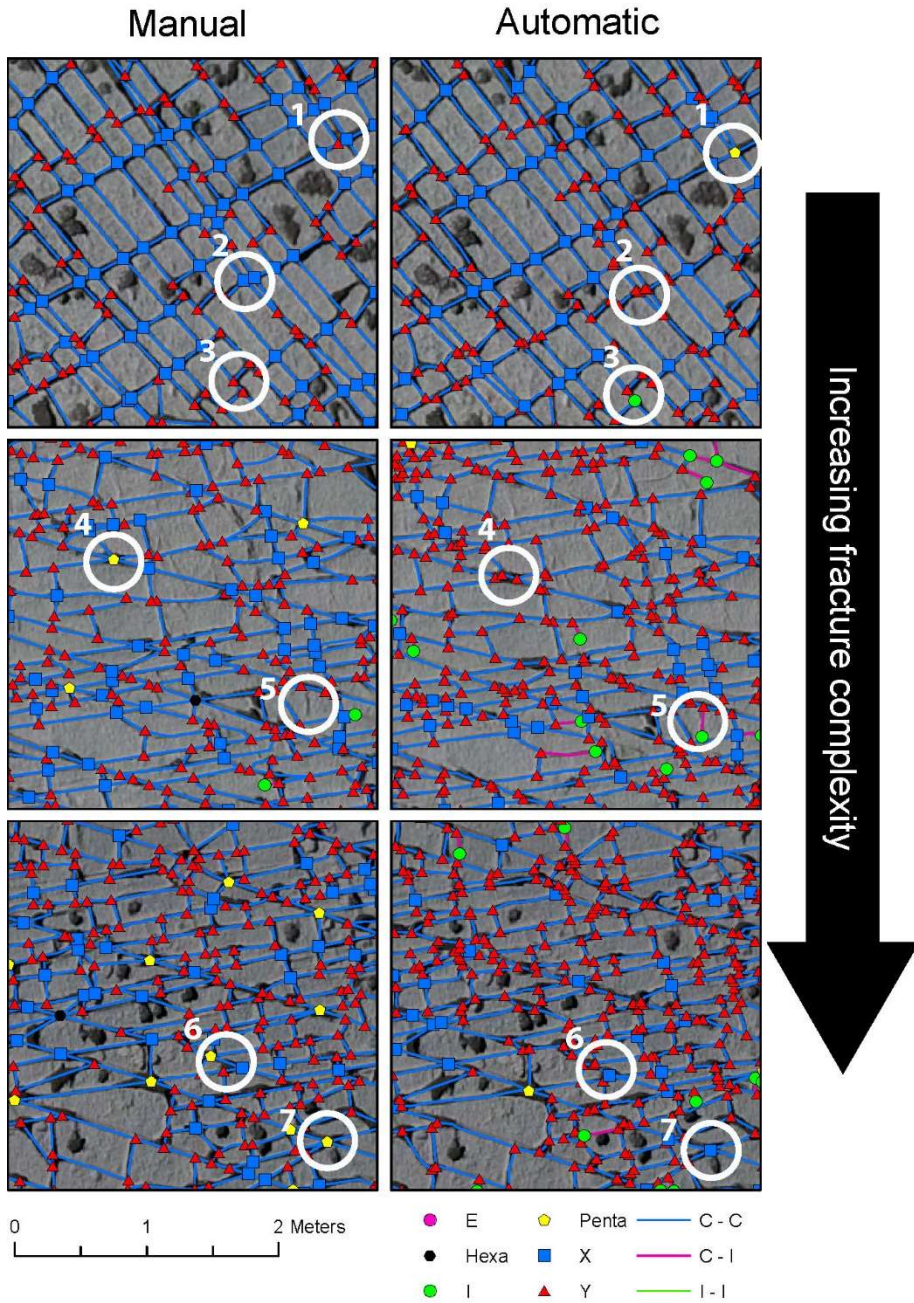 Manual
Automatic
1
2
3
1
2
3
4
5
4
5
6
7
6
7
Increasing fracture complexity
0 1 2 Meters
E Penta C - C
Hexa X C - I
I Y I - I